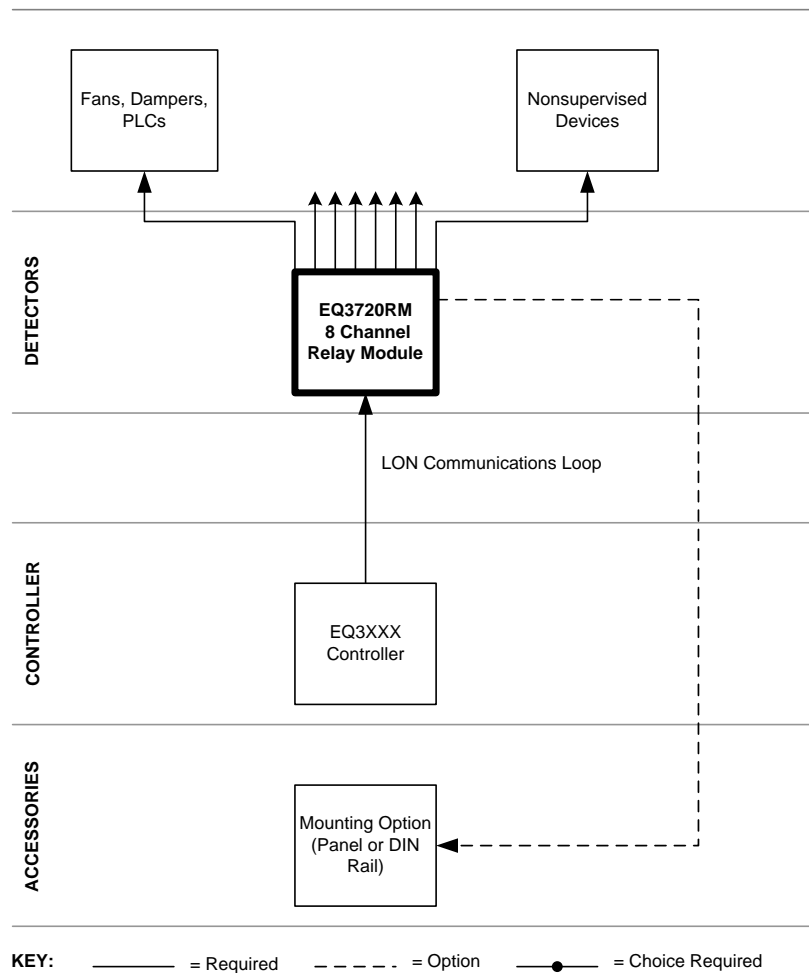 Fans, Dampers,
PLCs
Nonsupervised
Devices
DETECTORS
EQ3720RM
8 Channel
Relay Module
LON Communications Loop
CONTROLLER
EQ3XXX
Controller
ACCESSORIES
Mounting Option
(Panel or DIN
Rail)
KEY: = Required = Option = Choice Required